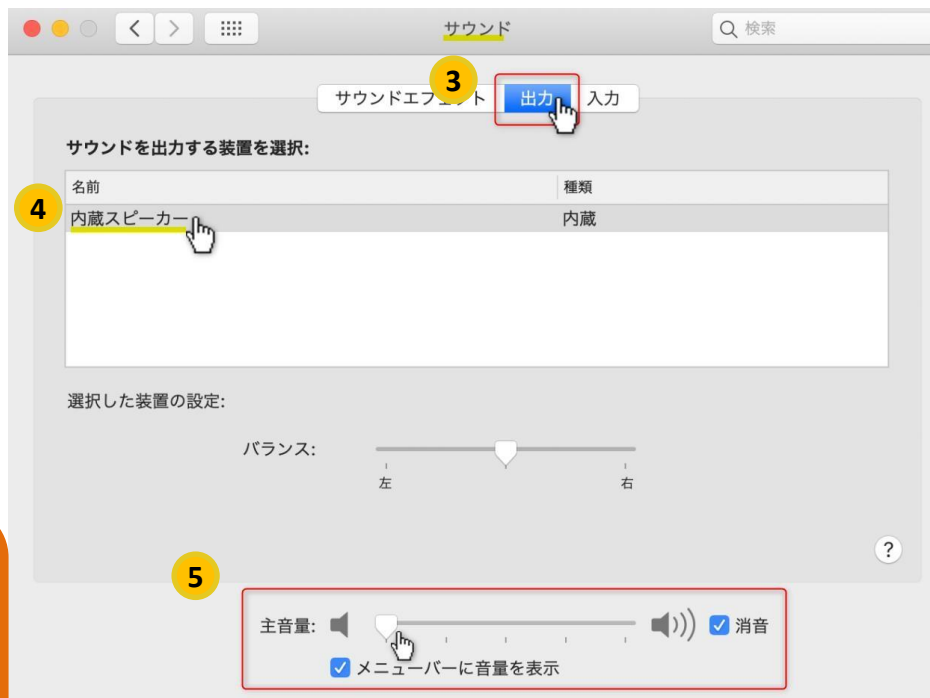 サウンド
検索
3
サウンドエフェクト 出力 入力
サウンドを出力する装置を選択:
名前 種類
4
内蔵スピーカー 内蔵
選択した装置の設定:
バランス:
左 右
?
5
主音量: 消音
メニューバーに音量を表示